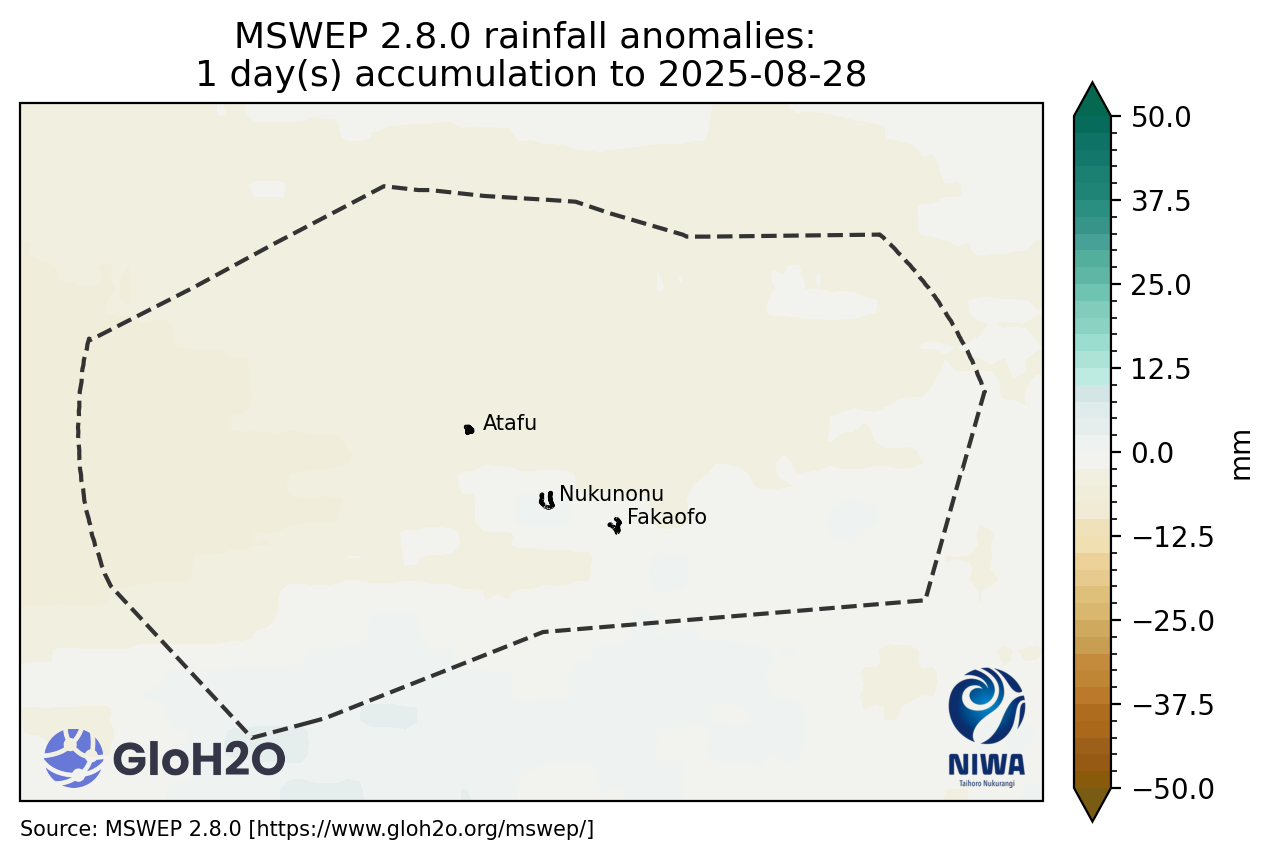 MSWEP 2.8.0 rainfall anomalies:
1 day(s) accumulation to 2025-08-28
50.0
37.5
25.0
12.5
0.0
−12.5
−25.0
−37.5
−50.0
mm
Atafu
Nukunonu
Fakaofo
GloH2O
NIWA
Taihoro Nukurangi
Source: MSWEP 2.8.0 [https://www.gloh2o.org/mswep/]